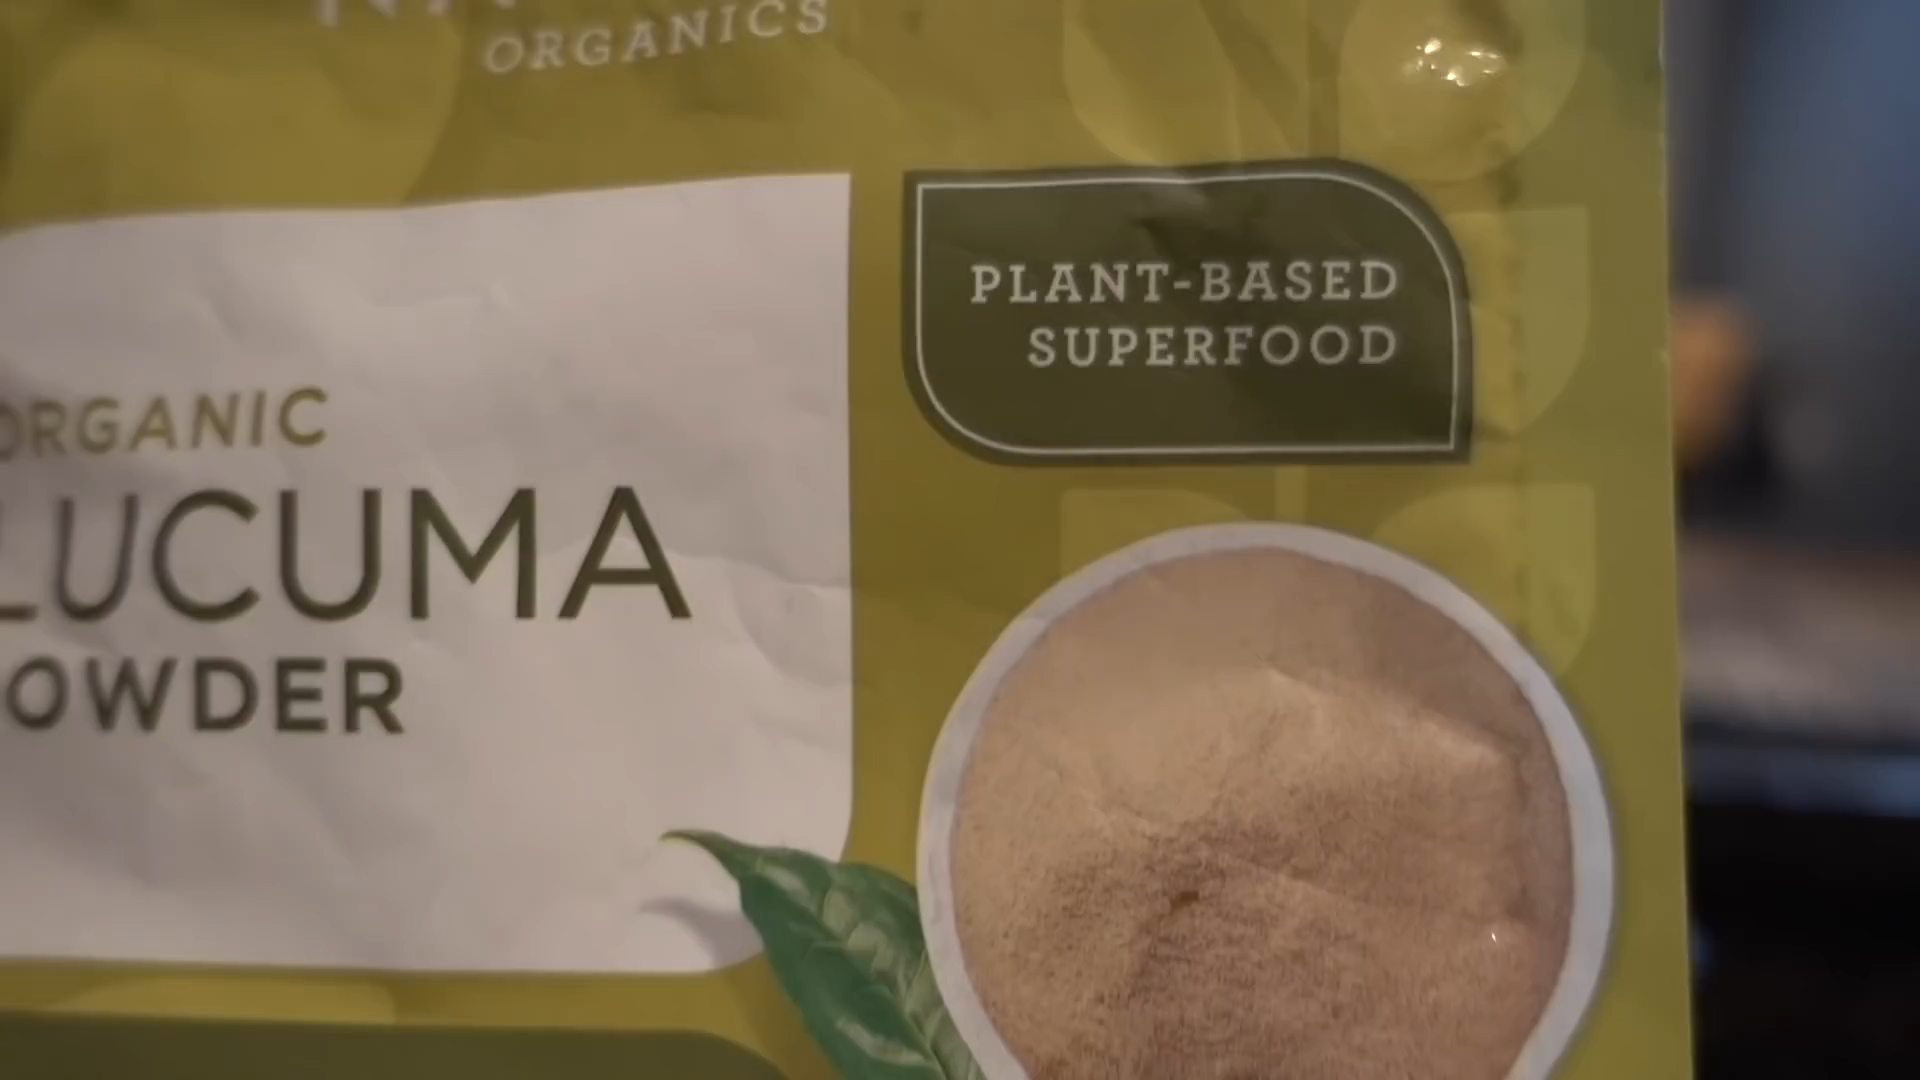 ORGANICS
PLANT-BASED
SUPERFOOD
ORGANIC
LUCUMA
OWDER